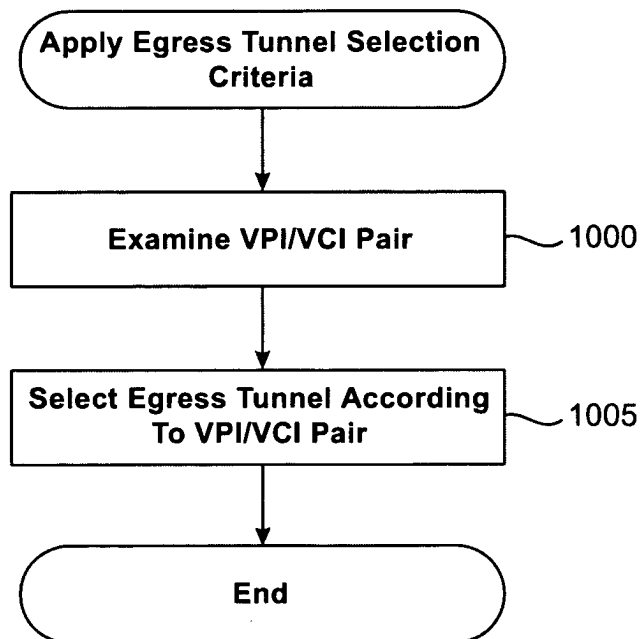 Apply Egress Tunnel Selection
Criteria
Examine VPI/VCI Pair
1000
Select Egress Tunnel According
To VPI/VCI Pair
1005
End